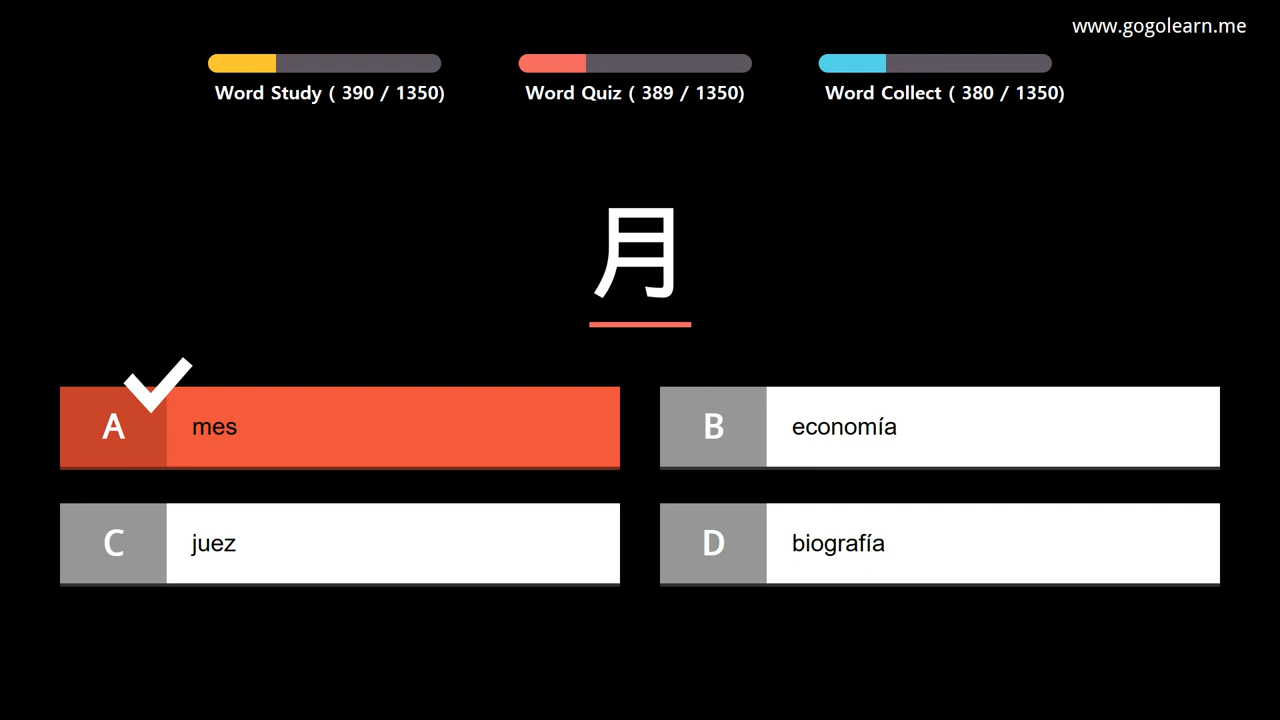 www.gogolearn.me
Word Study ( 390 / 1350)
Word Quiz ( 389 / 1350)
Word Collect ( 380 / 1350)
月
A mes
B economía
C juez
D biografía